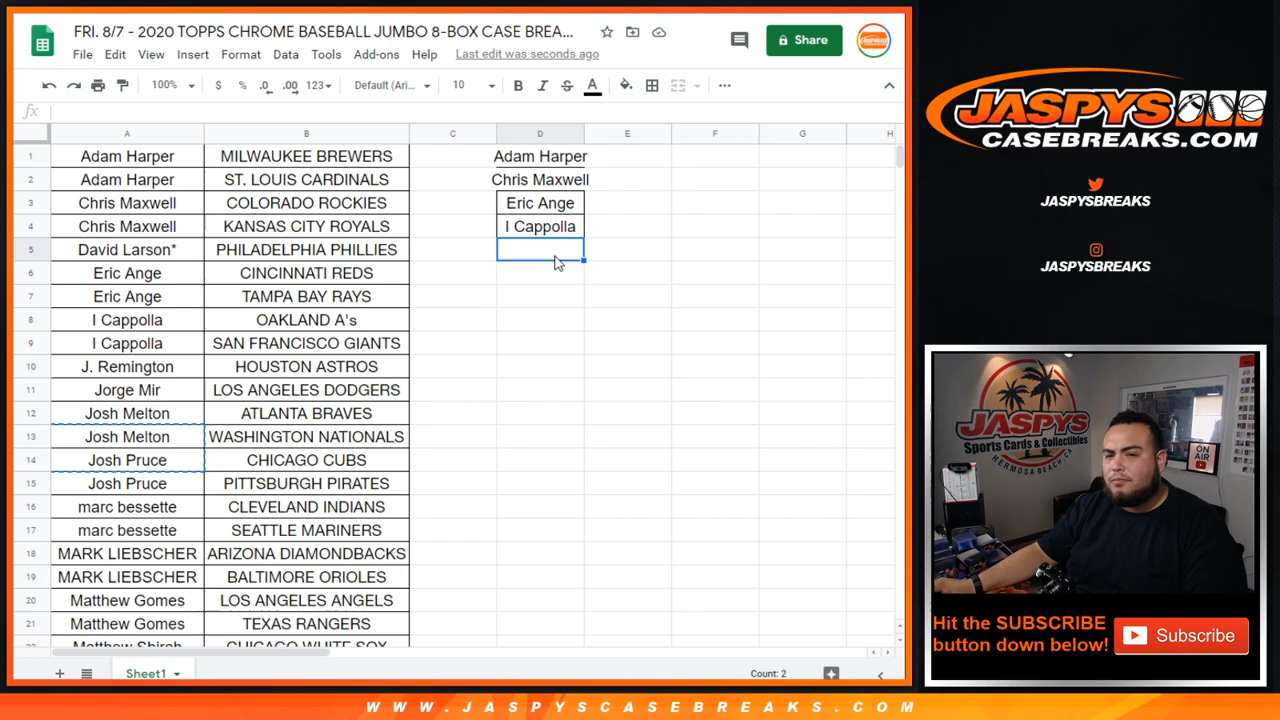 FRI. 8/7 - 2020 TOPPS CHROME BASEBALL JUMBO 8-BOX CASE BREA...
File Edit View Insert Format Data Tools Add-ons Help Last edit was seconds ago
Share
100% $ % .0 .00 123 Default (Ari... 10 B I S A
fx
A B C D E F G H
1 Adam Harper MILWAUKEE BREWERS Adam Harper
2 Adam Harper ST. LOUIS CARDINALS Chris Maxwell
3 Chris Maxwell COLORADO ROCKIES Eric Ange
4 Chris Maxwell KANSAS CITY ROYALS I Cappolla
5 David Larson* PHILADELPHIA PHILLIES
6 Eric Ange CINCINNATI REDS
7 Eric Ange TAMPA BAY RAYS
8 I Cappolla OAKLAND A's
9 I Cappolla SAN FRANCISCO GIANTS
10 J. Remington HOUSTON ASTROS
11 Jorge Mir LOS ANGELES DODGERS
12 Josh Melton ATLANTA BRAVES
13 Josh Melton WASHINGTON NATIONALS
14 Josh Pruce CHICAGO CUBS
15 Josh Pruce PITTSBURGH PIRATES
16 marc bessette CLEVELAND INDIANS
17 marc bessette SEATTLE MARINERS
18 MARK LIEBSCHER ARIZONA DIAMONDBACKS
19 MARK LIEBSCHER BALTIMORE ORIOLES
20 Matthew Gomes LOS ANGELES ANGELS
21 Matthew Gomes TEXAS RANGERS
Matthew Shirah CHICAGO WHITE SOX
Sheet1 Count: 2
JASPYS
CASEBREAKS.COM
JASPYSBREAKS
JASPYSBREAKS
JASPYS
Sports Cards & Collectibles
HERMOSA BEACH, CA
ON AIR
Hit the SUBSCRIBE
button down below!
Subscribe
WWW.JASPYSCASEBREAKS.COM